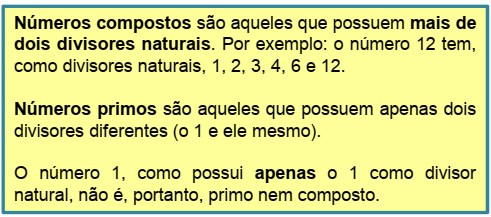 Números compostos são aqueles que possuem mais de
dois divisores naturais. Por exemplo: o número 12 tem,
como divisores naturais, 1, 2, 3, 4, 6 e 12.
Números primos são aqueles que possuem apenas dois
divisores diferentes (o 1 e ele mesmo).
O número 1, como possui apenas o 1 como divisor
natural, não é, portanto, primo nem composto.